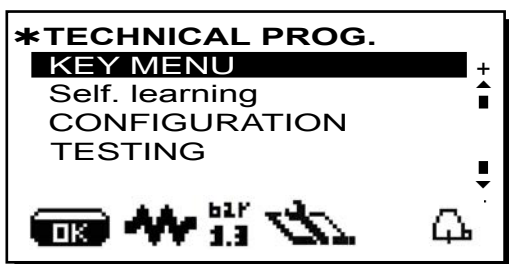 *TECHNICAL PROG.
KEY MENU
Self. learning
CONFIGURATION
TESTING
+
OK
bar
1.3